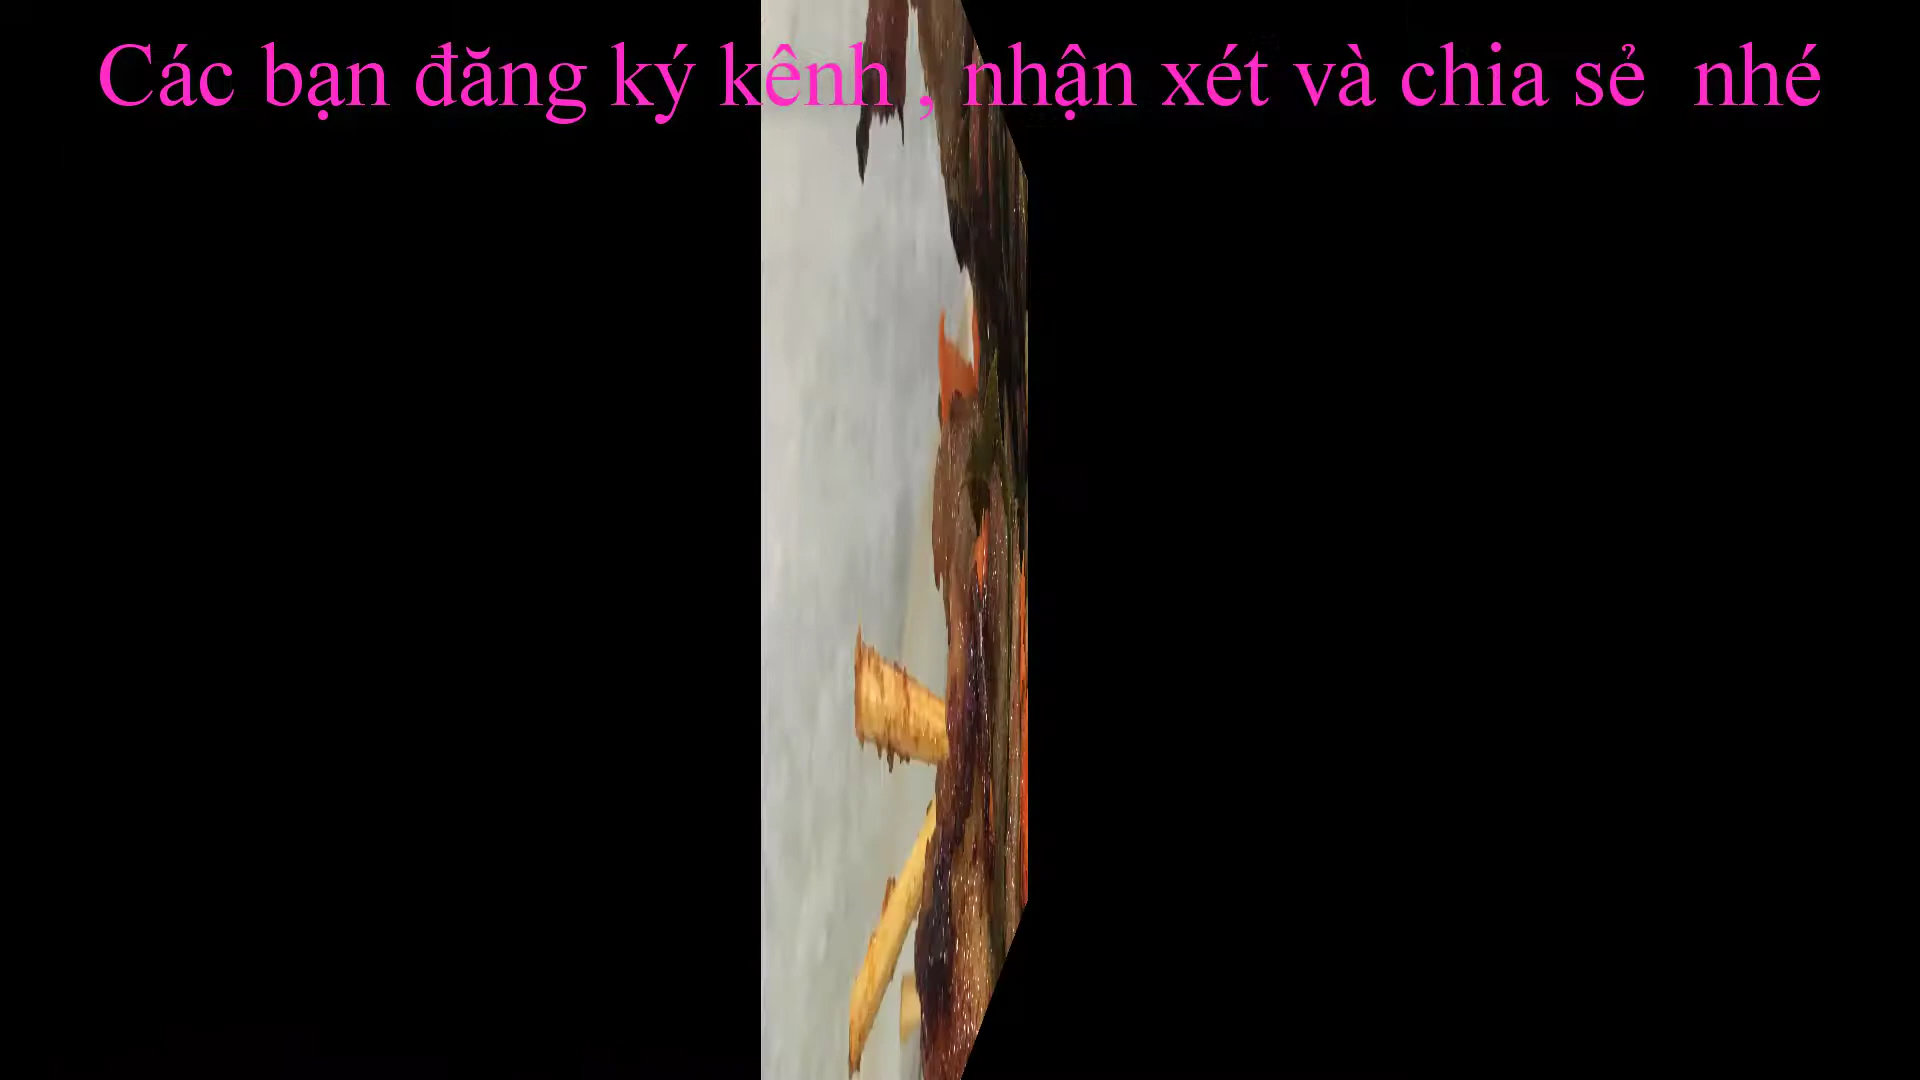 Các bạn đăng ký kênh , nhận xét và chia sẻ  nhé